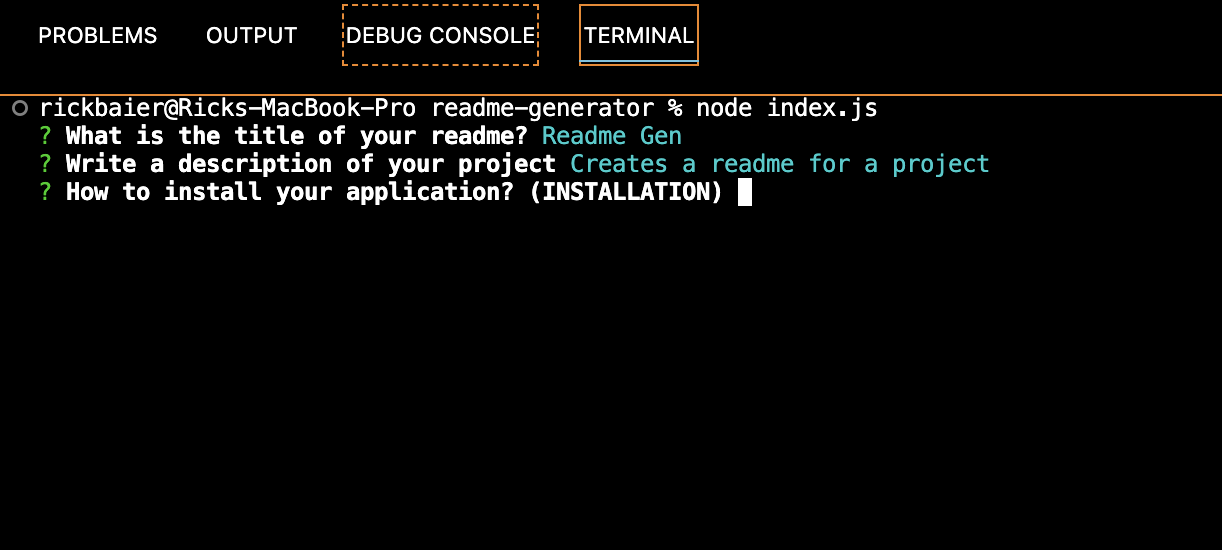 PROBLEMS OUTPUT DEBUG CONSOLE TERMINAL
rickbaier@Ricks-MacBook-Pro readme-generator % node index.js
? What is the title of your readme? Readme Gen
? Write a description of your project Creates a readme for a project
? How to install your application? (INSTALLATION)